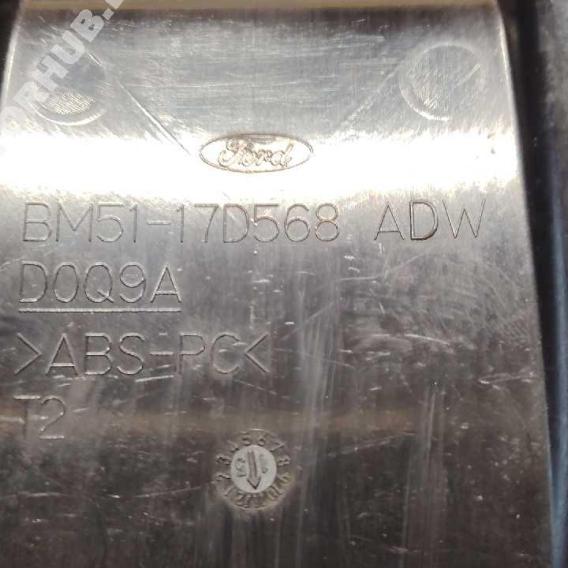 Ford
BM51-17D568 ADW
D0Q9A
>ABS-PC<
T2